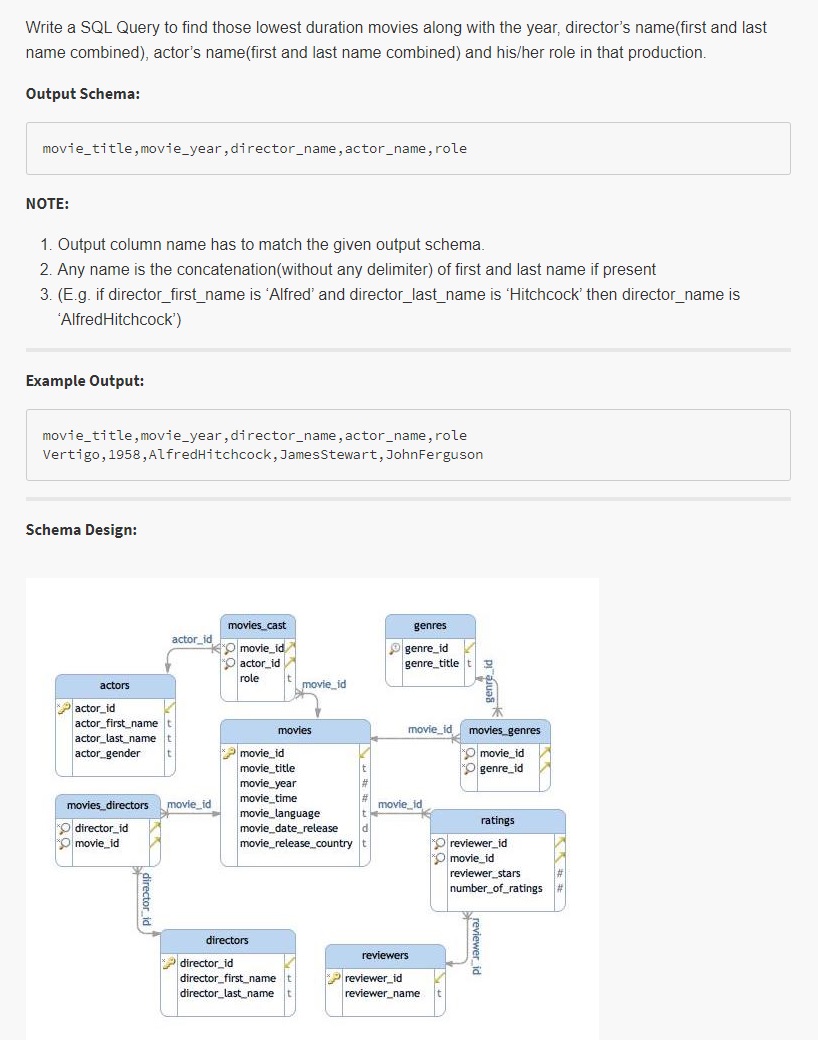 Write a SQL Query to find those lowest duration movies along with the year, director’s name(first and last
name combined), actor’s name(first and last name combined) and his/her role in that production.
Output Schema:
movie_title,movie_year,director_name,actor_name,role
NOTE:
1. Output column name has to match the given output schema.
2. Any name is the concatenation(without any delimiter) of first and last name if present
3. (E.g. if director_first_name is ‘Alfred’ and director_last_name is ‘Hitchcock’ then director_name is
‘AlfredHitchcock’)
Example Output:
movie_title,movie_year,director_name,actor_name,role
Vertigo,1958,AlfredHitchcock,JamesStewart,JohnFerguson
Schema Design:
movies_cast
movie_id
actor_id
role t
actor_id
movie_id
genres
genre_id
genre_title t
genre_id
actors
actor_id
actor_first_name t
actor_last_name t
actor_gender t
movies
movie_id
movie_title t
movie_year #
movie_time #
movie_language t
movie_date_release d
movie_release_country t
movie_id
movies_genres
movie_id
genre_id
movies_directors
director_id
movie_id
movie_id
movie_id
ratings
reviewer_id
movie_id
reviewer_stars #
number_of_ratings #
director_id
directors
director_id
director_first_name t
director_last_name t
reviewers
reviewer_id
reviewer_name t
reviewer_id